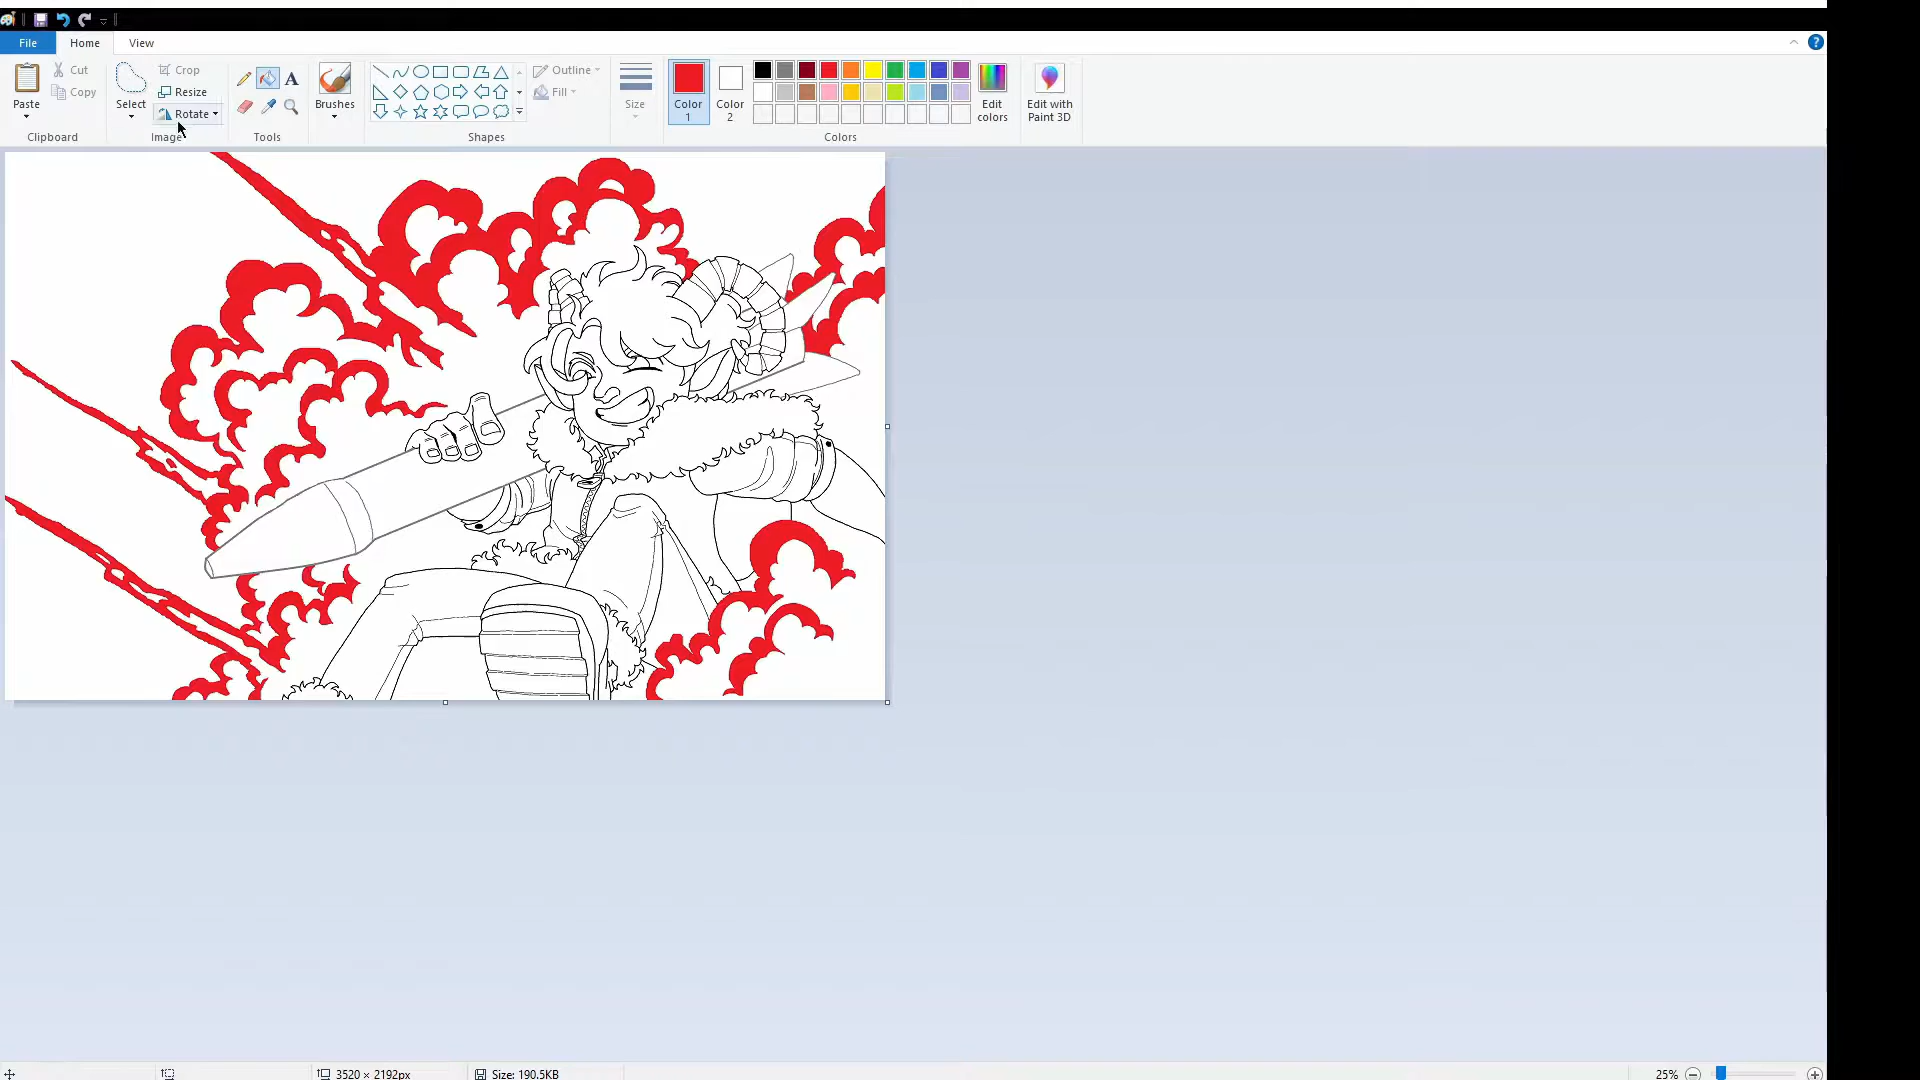 File Home View
Paste
Cut
Copy
Clipboard
Select
Crop
Resize
Rotate
Image
A
Tools
Brushes
Shapes
Outline
Fill
Size
Color
1
Color
2
Edit
colors
Colors
Edit with
Paint 3D
?
3520 × 2192px Size: 190.5KB 25%